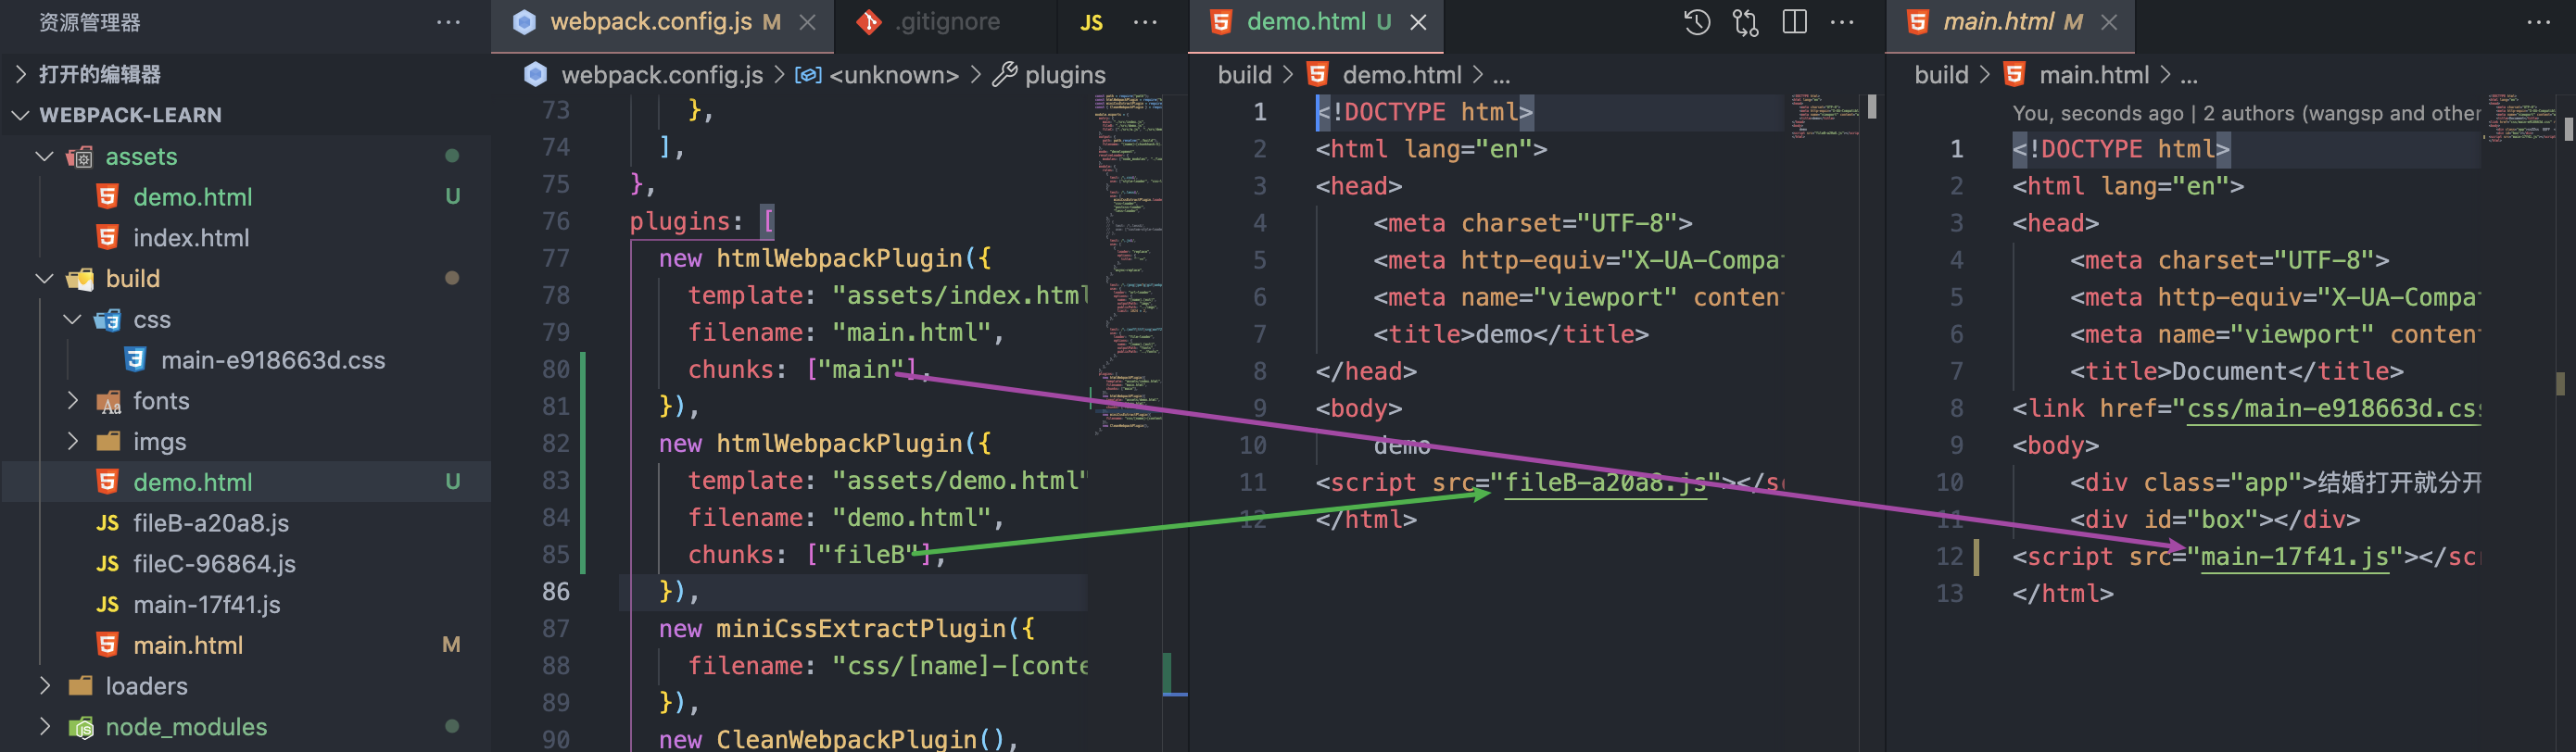 资源管理器
打开的编辑器
WEBPACK-LEARN
assets
demo.html U
index.html
build
css
main-e918663d.css
fonts
imgs
demo.html U
fileB-a20a8.js
fileC-96864.js
main-17f41.js
main.html M
loaders
node_modules
webpack.config.js M
.gitignore
JS
webpack.config.js > <unknown> > plugins
73 },
74 ],
75 },
76 plugins: [
77 new htmlWebpackPlugin({
78 template: "assets/index.html
79 filename: "main.html",
80 chunks: ["main"],
81 }),
82 new htmlWebpackPlugin({
83 template: "assets/demo.html"
84 filename: "demo.html",
85 chunks: ["fileB"],
86 }),
87 new miniCssExtractPlugin({
88 filename: "css/[name]-[conte
89 }),
90 new CleanWebpackPlugin(),
demo.html U
build > demo.html > ...
1 <!DOCTYPE html>
2 <html lang="en">
3 <head>
4 <meta charset="UTF-8">
5 <meta http-equiv="X-UA-Compa
6 <meta name="viewport" conten
7 <title>demo</title>
8 </head>
9 <body>
10 demo
11 <script src="fileB-a20a8.js"></sc
12 </html>
main.html M
build > main.html > ...
You, seconds ago | 2 authors (wangsp and other
1 <!DOCTYPE html>
2 <html lang="en">
3 <head>
4 <meta charset="UTF-8">
5 <meta http-equiv="X-UA-Compa
6 <meta name="viewport" conten
7 <title>Document</title>
8 <link href="css/main-e918663d.css
9 <body>
10 <div class="app">结婚打开就分开
11 <div id="box"></div>
12 <script src="main-17f41.js"></scr
13 </html>